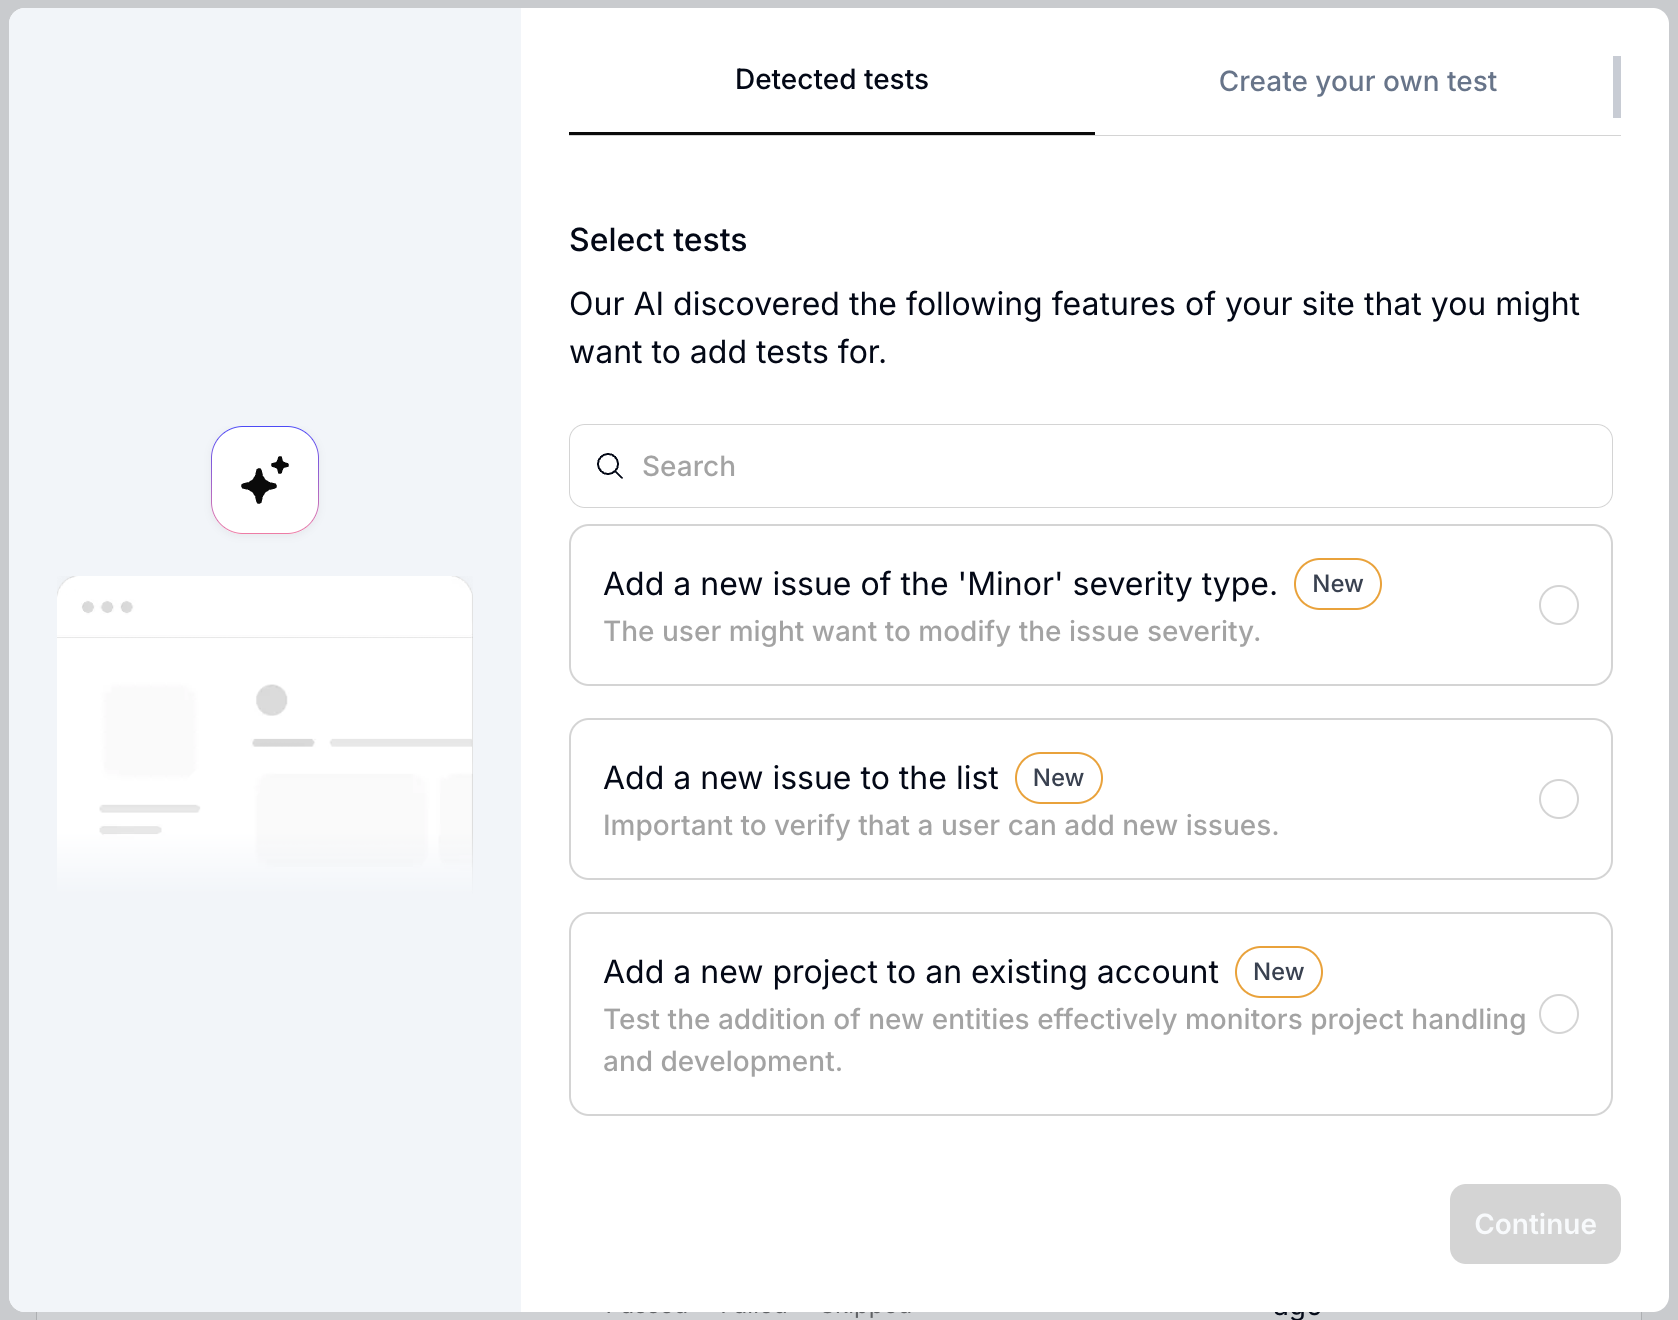 Detected tests
Create your own test
Select tests
Our AI discovered the following features of your site that you might
want to add tests for.
Search
Add a new issue of the 'Minor' severity type. New
The user might want to modify the issue severity.
Add a new issue to the list New
Important to verify that a user can add new issues.
Add a new project to an existing account New
Test the addition of new entities effectively monitors project handling
and development.
Continue